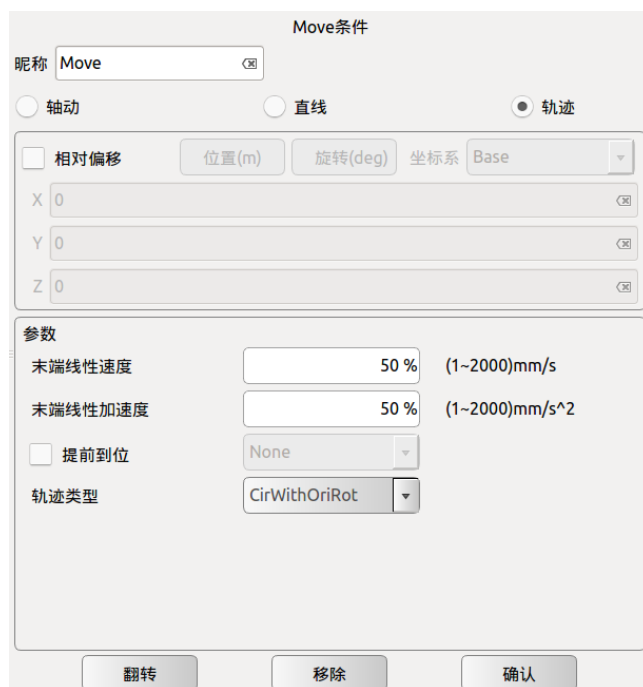 Move条件
昵称 Move
轴动 直线 轨迹
相对偏移 位置(m) 旋转(deg) 坐标系 Base
X 0
Y 0
Z 0
参数
末端线性速度 50 % (1~2000)mm/s
末端线性加速度 50 % (1~2000)mm/s^2
提前到位 None
轨迹类型 CirWithOriRot
翻转 移除 确认